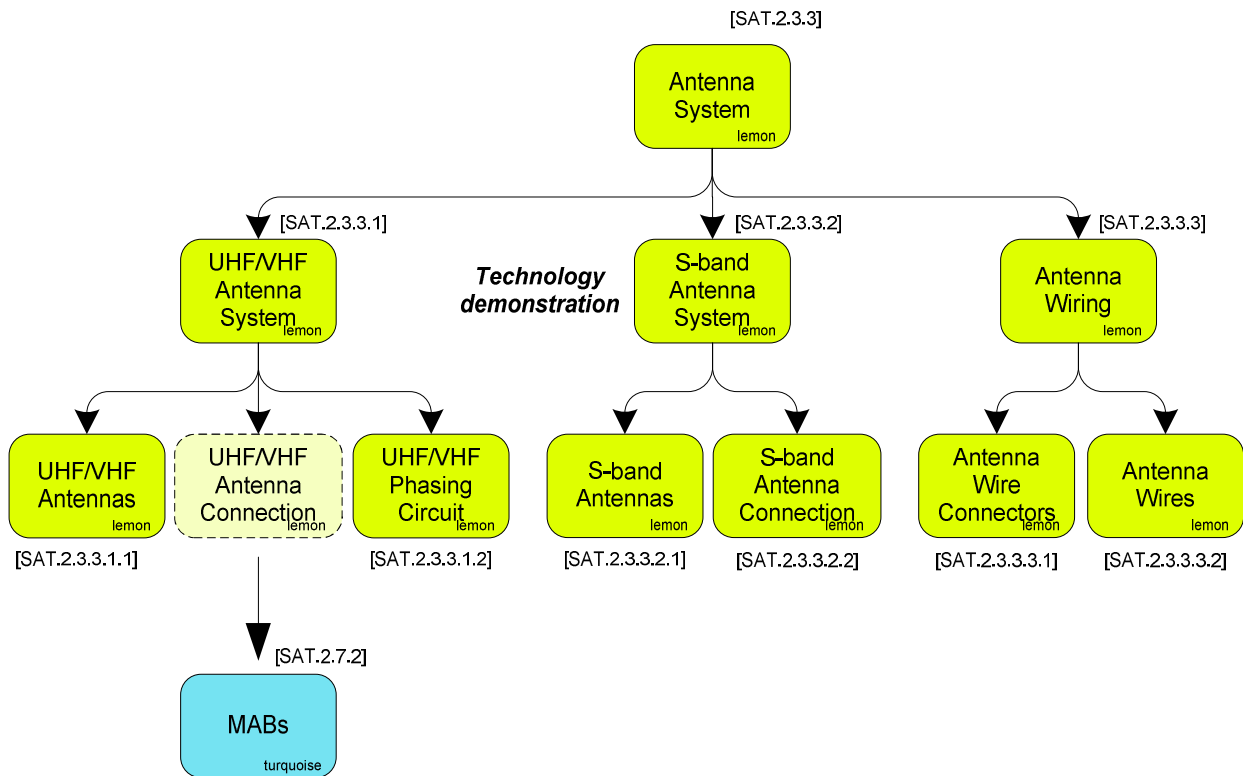 [SAT.2.3.3]
Antenna
System
lemon
[SAT.2.3.3.1]
[SAT.2.3.3.2]
[SAT.2.3.3.3]
UHF/VHF
Antenna
System
lemon
Technology
demonstration
S-band
Antenna
System
lemon
Antenna
Wiring
lemon
UHF/VHF
Antennas
lemon
UHF/VHF
Antenna
Connection
lemon
UHF/VHF
Phasing
Circuit
lemon
S-band
Antennas
lemon
S-band
Antenna
Connection
lemon
Antenna
Wire
Connectors
lemon
Antenna
Wires
lemon
[SAT.2.3.3.1.1]
[SAT.2.3.3.1.2]
[SAT.2.3.3.2.1]
[SAT.2.3.3.2.2]
[SAT.2.3.3.3.1]
[SAT.2.3.3.3.2]
[SAT.2.7.2]
MABs
turquoise